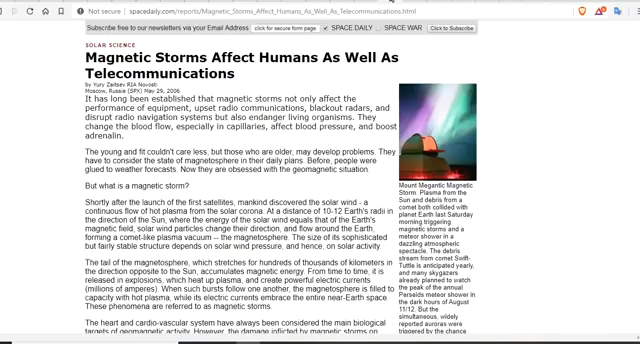 Not secure | spacedaily.com/reports/Magnetic_Storms_Affect_Humans_As_Well_As_Telecommunications.html
Subscribe free to our newsletters via your Email Address
click for secure form page
SPACE DAILY
SPACE WAR
Click to Subscribe
SOLAR SCIENCE
Magnetic Storms Affect Humans As Well As
Telecommunications
by Yury Zaitsev RIA Novosti
Moscow, Russia (SPX) May 29, 2006
It has long been established that magnetic storms not only affect the
performance of equipment, upset radio communications, blackout radars, and
disrupt radio navigation systems but also endanger living organisms. They
change the blood flow, especially in capillaries, affect blood pressure, and boost
adrenalin.
The young and fit couldn't care less, but those who are older, may develop problems. They
have to consider the state of magnetosphere in their daily plans. Before, people were
glued to weather forecasts. Now they are obsessed with the geomagnetic situation.
But what is a magnetic storm?
Shortly after the launch of the first satellites, mankind discovered the solar wind - a
continuous flow of hot plasma from the solar corona. At a distance of 10-12 Earth's radii in
the direction of the Sun, where the energy of the solar wind equals that of the Earth's
magnetic field, solar wind particles change their direction, and flow around the Earth,
forming a comet-like plasma vacuum -- the magnetosphere. The size of its sophisticated
but fairly stable structure depends on solar wind pressure, and hence, on solar activity.
The tail of the magnetosphere, which stretches for hundreds of thousands of kilometers in
the direction opposite to the Sun, accumulates magnetic energy. From time to time, it is
released in explosions, which heat up plasma, and create powerful electric currents
(millions of amperes). When such bursts follow one another, the magnetosphere is filled to
capacity with hot plasma, while its electric currents embrace the entire near-Earth space.
These phenomena are referred to as magnetic storms.
The heart and cardio-vascular system have always been considered the main biological
targets of geomagnetic activity. However, the damage inflicted by magnetic storms on
Mount Megantic Magnetic
Storm. Plasma from the
Sun and debris from a
comet both collided with
planet Earth last Saturday
morning triggering
magnetic storms and a
meteor shower in a
dazzling atmospheric
spectacle. The debris
stream from comet Swift-
Tuttle is anticipated yearly,
and many skygazers
already planned to watch
the peak of the annual
Perseids meteor shower in
the dark hours of August
11/12. But the
simultaneous, widely
reported auroras were
triggered by the chance